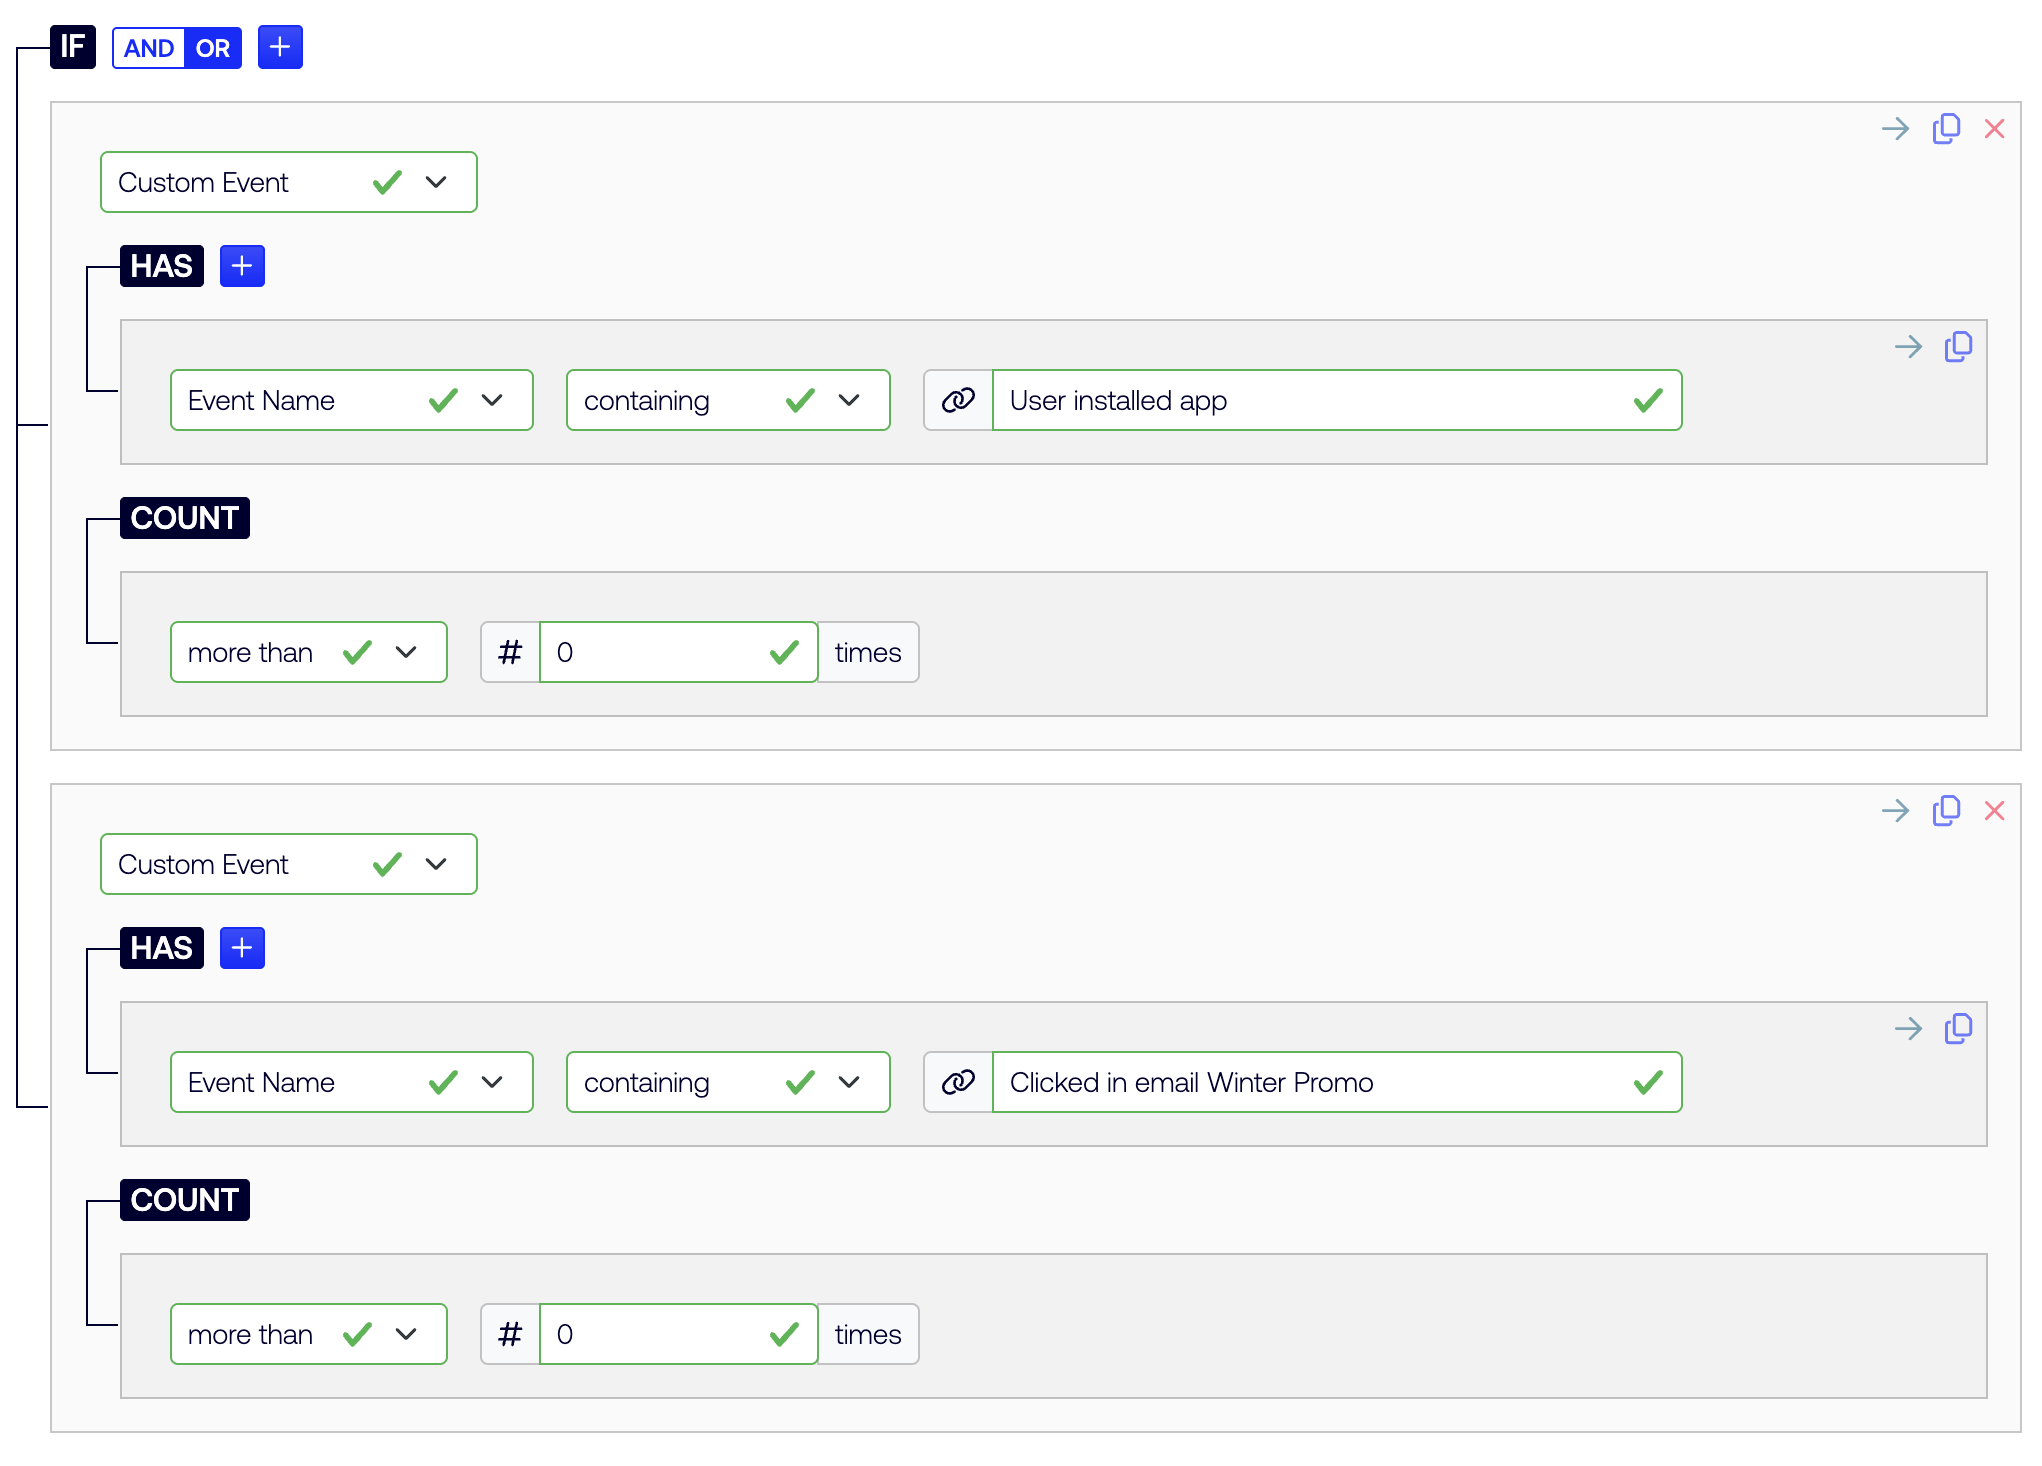 IF AND OR
Custom Event
HAS
Event Name containing User installed app
COUNT
more than # 0 times
Custom Event
HAS
Event Name containing Clicked in email Winter Promo
COUNT
more than # 0 times